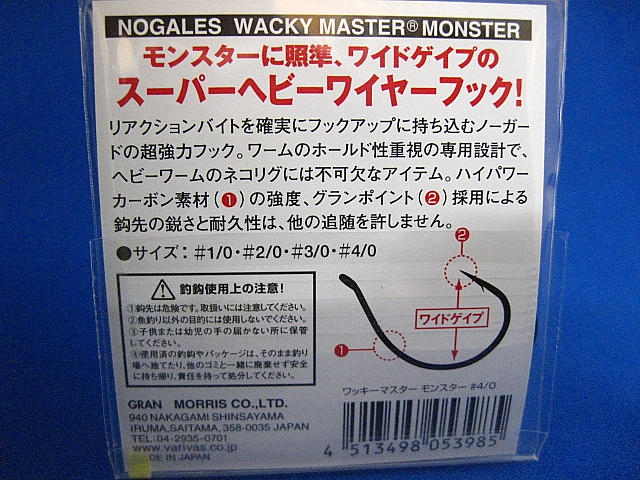 NOGALES WACKY MASTER® MONSTER
モンスターに照準、ワイドゲイプの
スーパーヘビーワイヤーフック!
リアクションバイトを確実にフックアップに持ち込むノーガー
ドの超強力フック。ワームのホールド性重視の専用設計で、
ヘビーワームのネコリグには不可欠なアイテム。ハイパワー
カーボン素材(❶)の強度、グランポイント(❷)採用による
鈎先の鋭さと耐久性は、他の追随を許しません。
●サイズ:#1/0・#2/0・#3/0・#4/0
⚠釣鈎使用上の注意!
①鈎先は危険です。取扱いには注意してください。
②魚釣り以外の目的には使用しないでください。
③子供または幼児の手の届かない所に保管
してください。
④使用済の釣鈎やパッケージは、そのまま釣り
場へ捨てたり、他のゴミと一緒に廃棄せず安全
に持ち帰り、責任を持って処分してください。
❷
ワイドゲイプ
❶
ワッキーマスター モンスター #4/0
GRAN MORRIS CO.,LTD.
940 NAKAGAMI SHINSAYAMA
IRUMA,SAITAMA, 358-0035 JAPAN
TEL:04-2935-0701
www.varivas.co.jp
MADE IN JAPAN
4 513498 053985